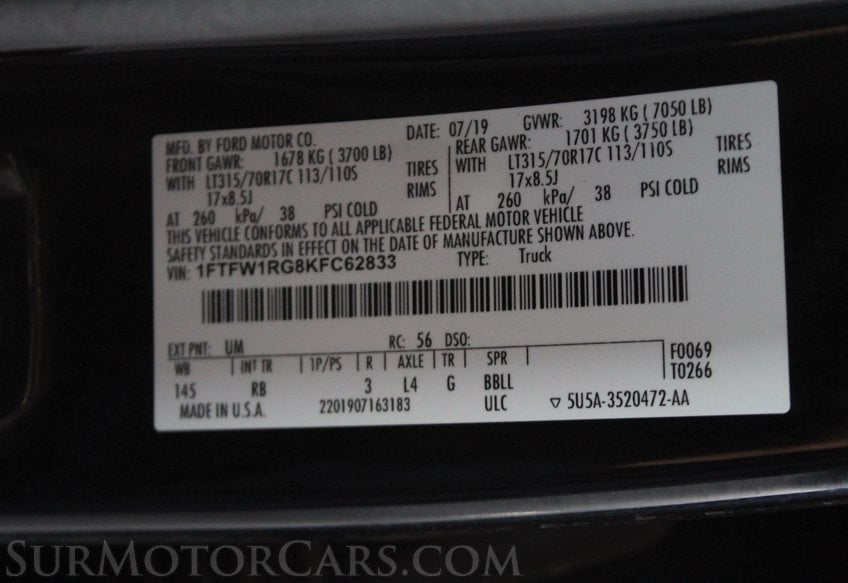 MFD. BY FORD MOTOR CO. DATE: 07/19 GVWR: 3198 KG ( 7050 LB)
FRONT GAWR: 1678 KG ( 3700 LB) REAR GAWR: 1701 KG ( 3750 LB)
WITH LT315/70R17C 113/110S TIRES WITH LT315/70R17C 113/110S TIRES
17x8.5J RIMS 17x8.5J RIMS
AT 260 kPa/ 38 PSI COLD AT 260 kPa/ 38 PSI COLD
THIS VEHICLE CONFORMS TO ALL APPLICABLE FEDERAL MOTOR VEHICLE
SAFETY STANDARDS IN EFFECT ON THE DATE OF MANUFACTURE SHOWN ABOVE.
VIN: 1FTFW1RG8KFC62833 TYPE: Truck
EXT PNT: UM RC: 56 DSO: F0069
WB INT TR 1P/PS R AXLE TR SPR T0266
145 RB 3 L4 G BBLL
MADE IN U.S.A. 2201907163183 ULC ▽ 5U5A-3520472-AA
SURMOTORCARS.COM